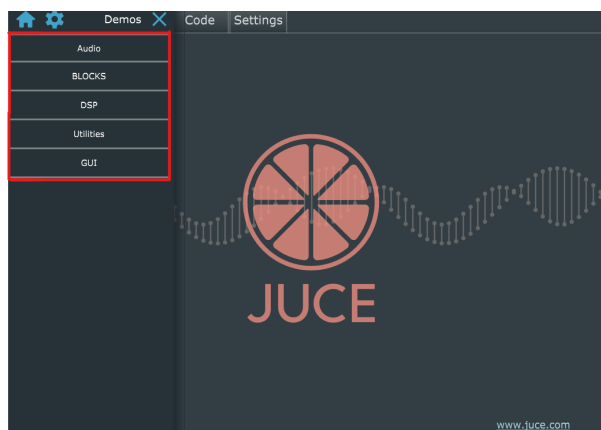 Demos Code Settings
Audio
BLOCKS
DSP
Utilities
GUI
JUCE
www.juce.com